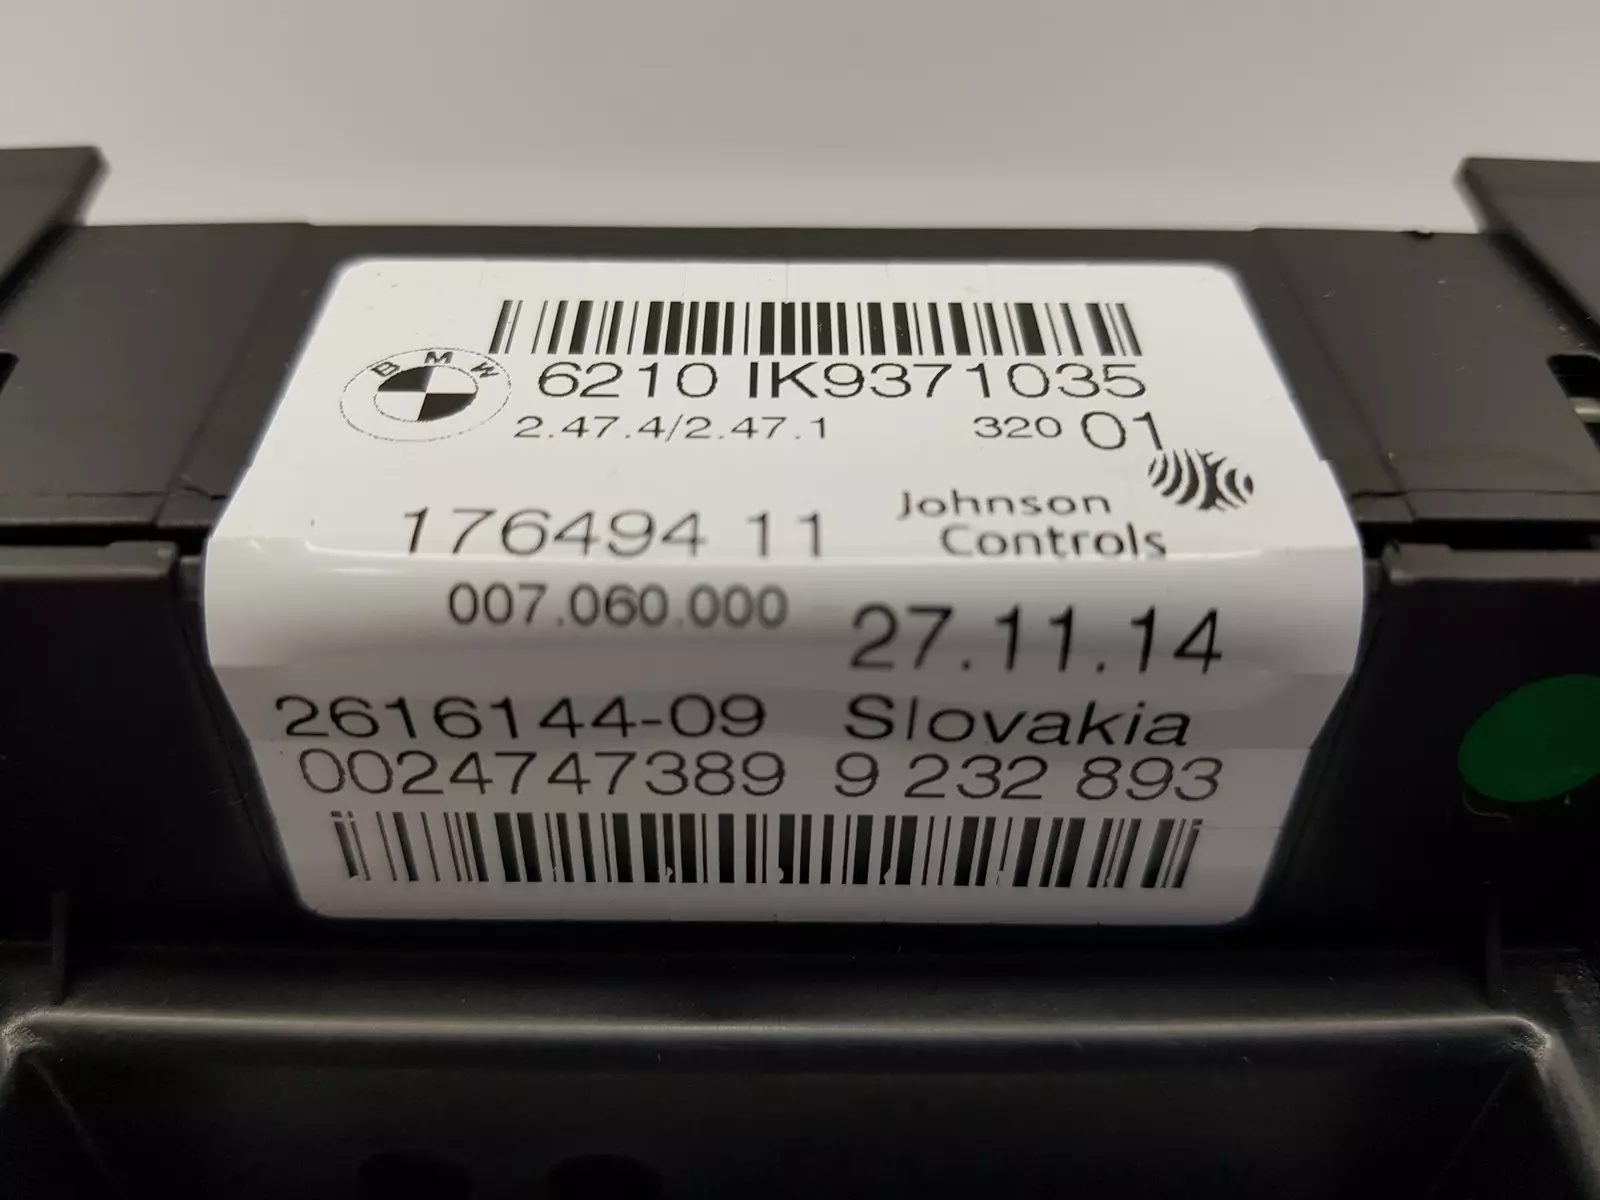 BMW
6210 IK9371035
2.47.4/2.47.1 320 01
176494 11 Johnson
Controls
007.060.000 27.11.14
2616144-09 Slovakia
0024747389 9 232 893